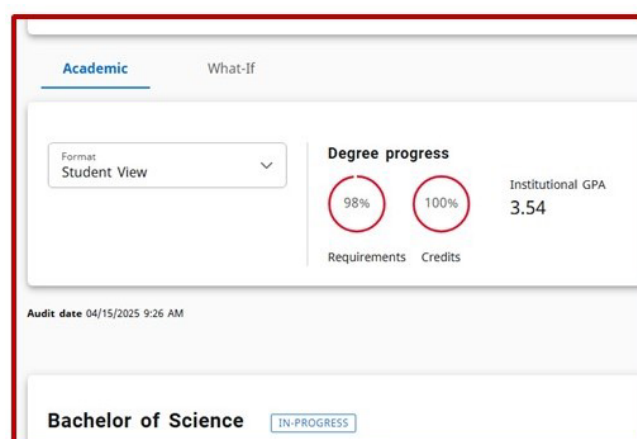 Academic What-If
Format
Student View
Degree progress
98% 100%
Requirements Credits
Institutional GPA
3.54
Audit date 04/15/2025 9:26 AM
Bachelor of Science IN-PROGRESS